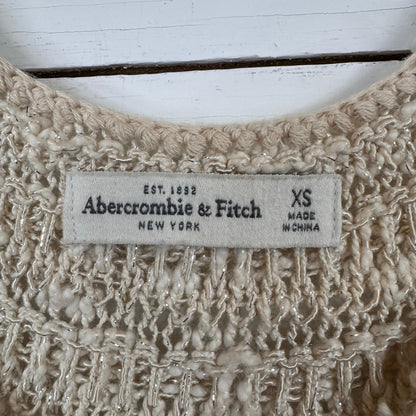 EST. 1892
Abercrombie & Fitch
NEW YORK
XS
MADE
IN CHINA